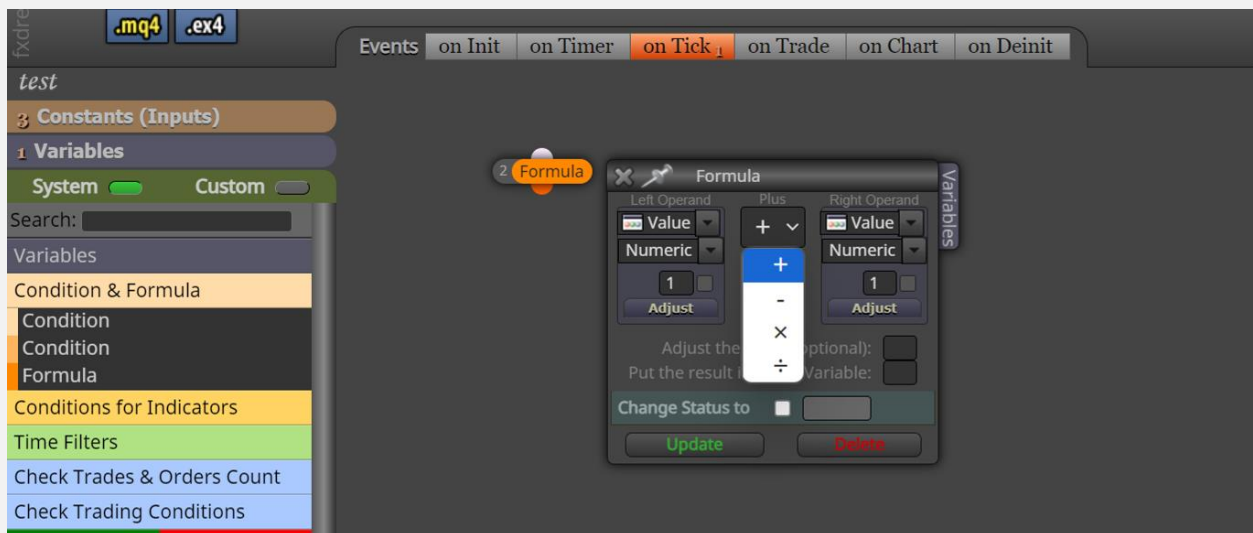 fxdre
.mq4 .ex4
Events on Init on Timer on Tick 1 on Trade on Chart on Deinit
test
3 Constants (Inputs)
1 Variables
System Custom
Search:
Variables
Condition & Formula
Condition
Condition
Formula
Conditions for Indicators
Time Filters
Check Trades & Orders Count
Check Trading Conditions
2 Formula
Formula
Variables
Left Operand Plus Right Operand
Value + Value
Numeric Numeric
1 1
Adjust Adjust
+
-
×
÷
Adjust the ptional):
Put the result i Variable:
Change Status to
Update Delete